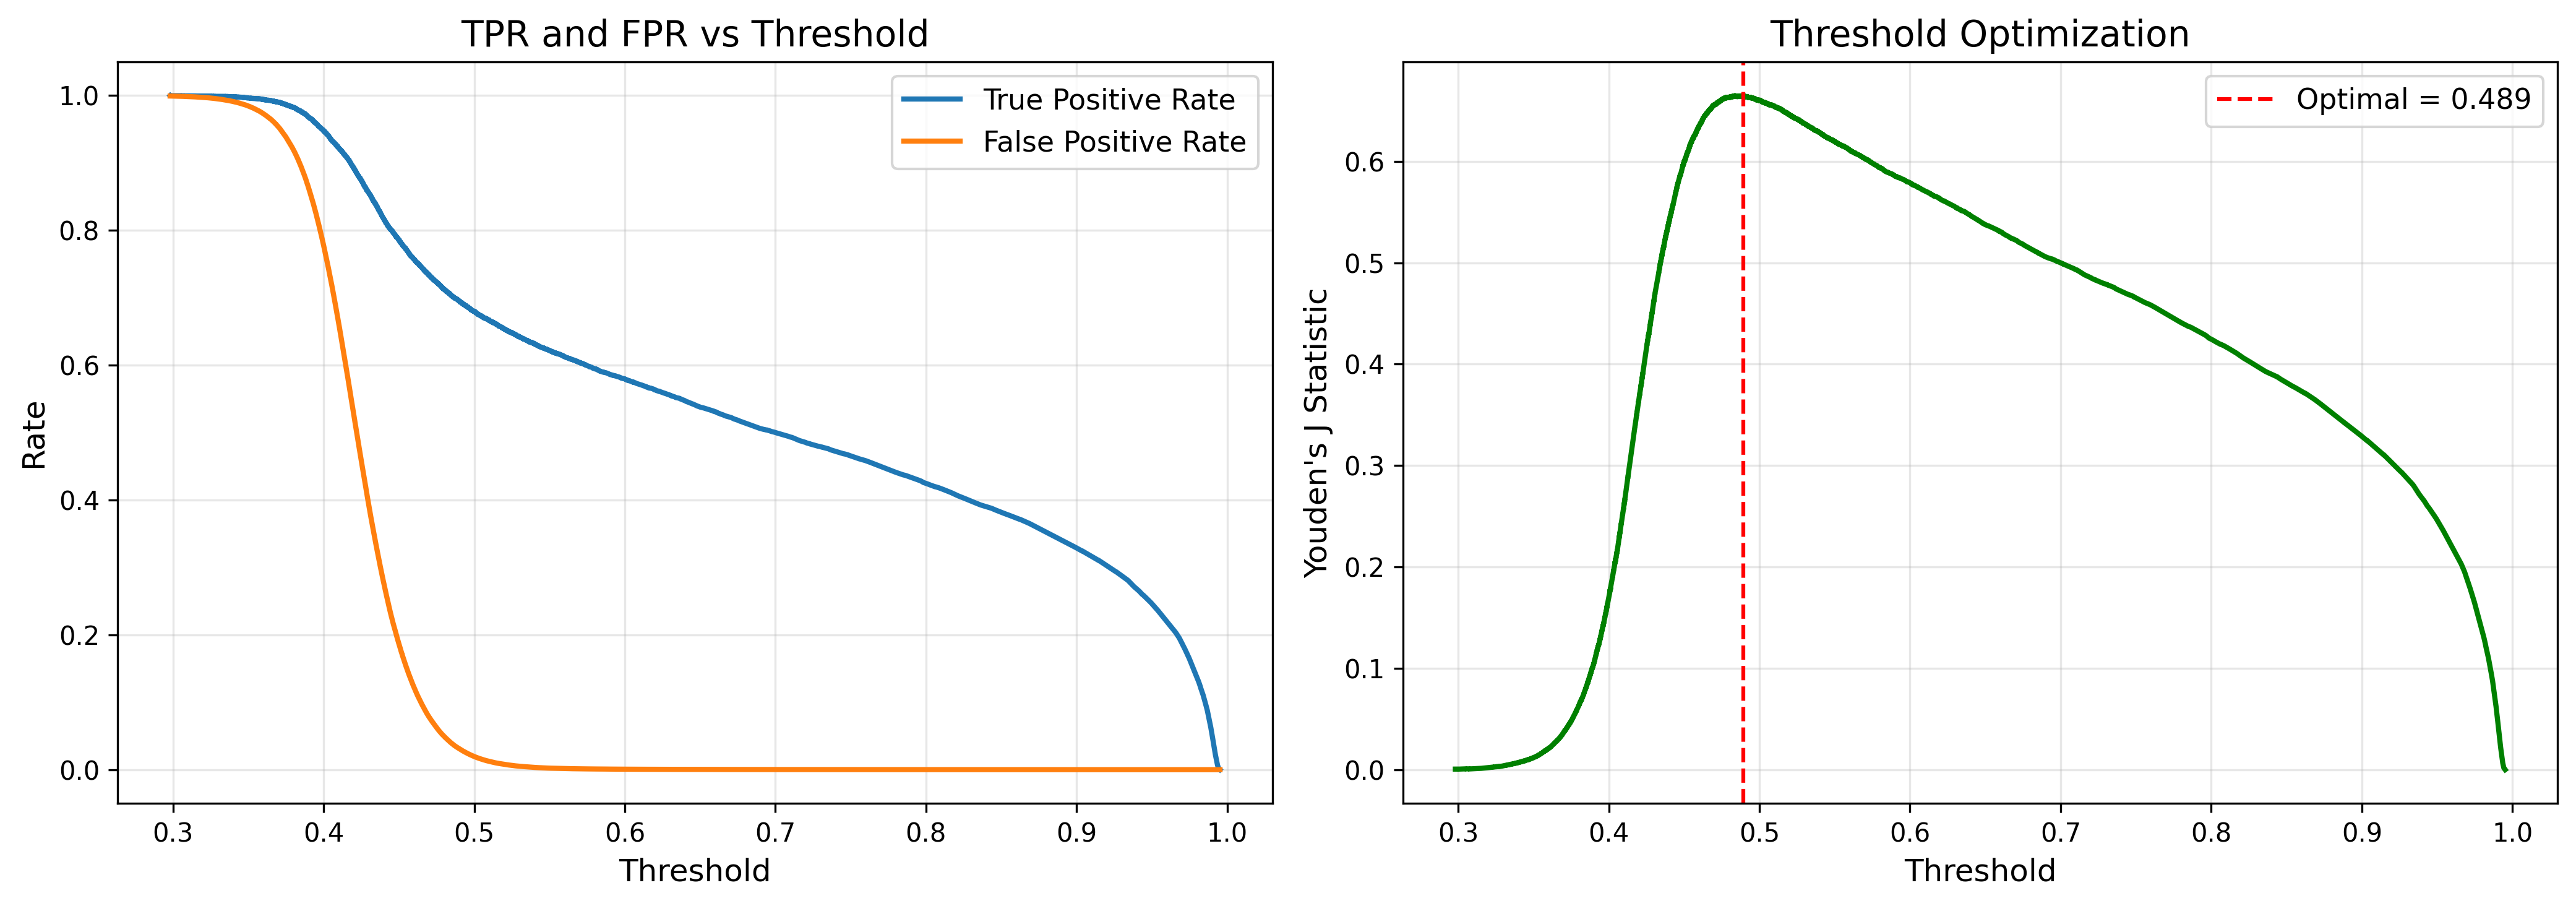 TPR and FPR vs Threshold
True Positive Rate
False Positive Rate
Rate
1.0
0.8
0.6
0.4
0.2
0.0
0.3 0.4 0.5 0.6 0.7 0.8 0.9 1.0
Threshold
Threshold Optimization
Optimal = 0.489
Youden's J Statistic
0.6
0.5
0.4
0.3
0.2
0.1
0.0
0.3 0.4 0.5 0.6 0.7 0.8 0.9 1.0
Threshold